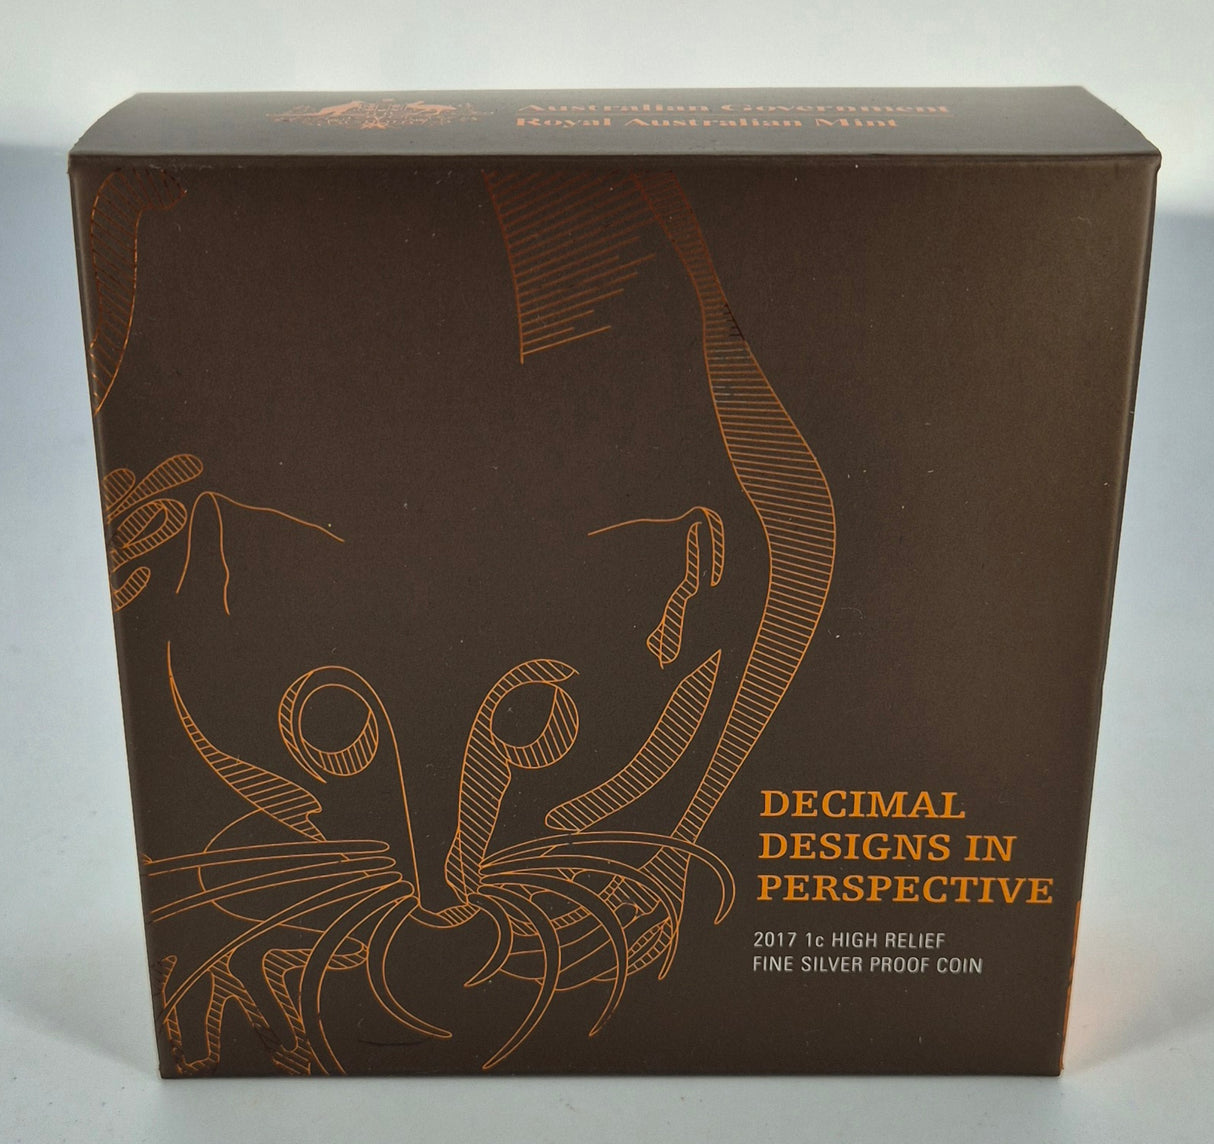 Australian Government
Royal Australian Mint
DECIMAL
DESIGNS IN
PERSPECTIVE
2017 1c HIGH RELIEF
FINE SILVER PROOF COIN